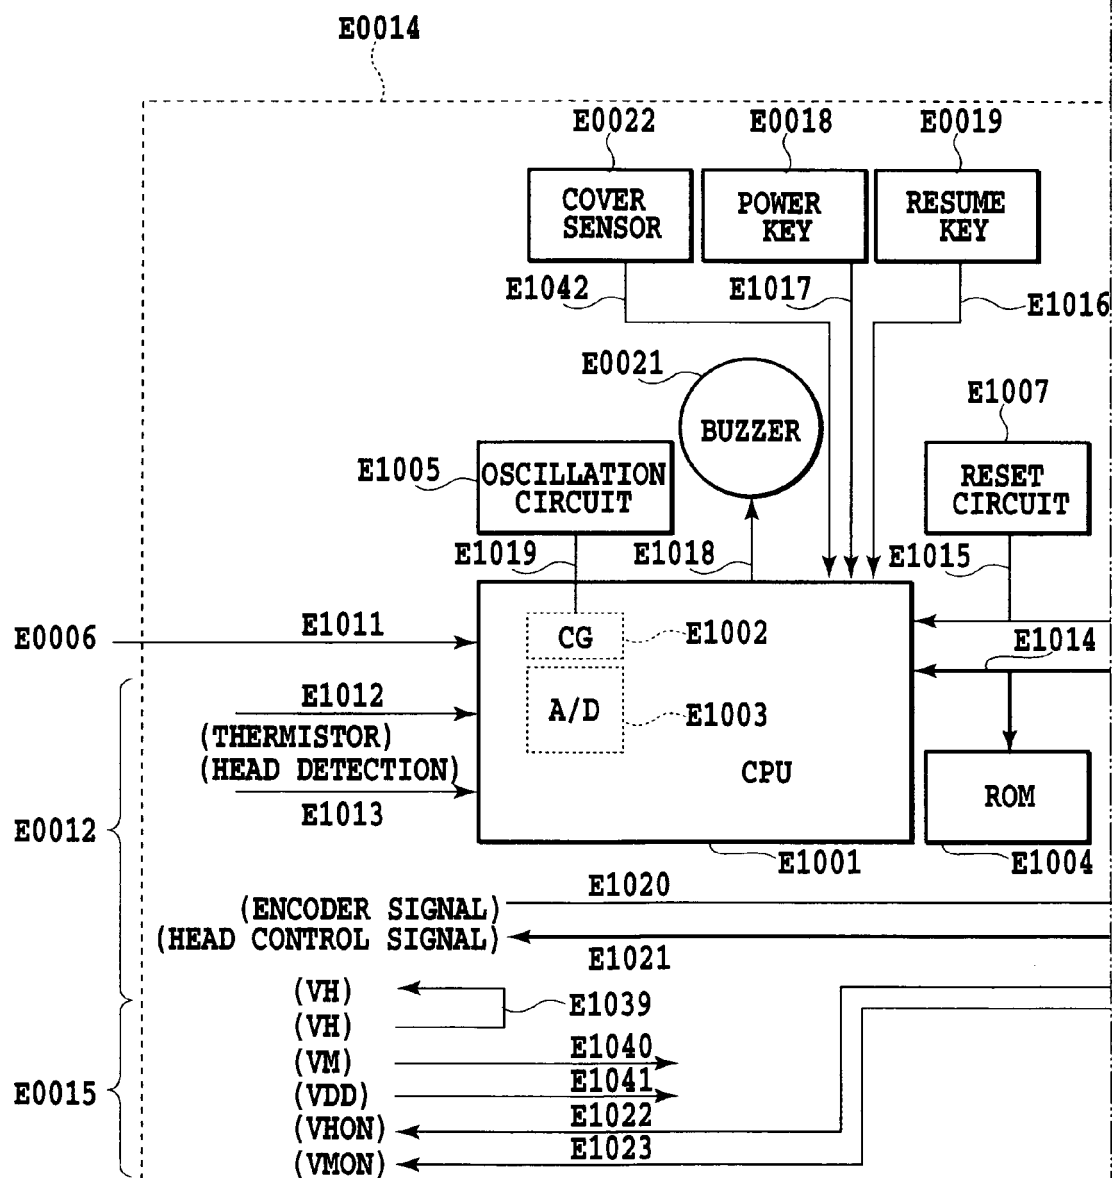 E0014
E0022 E0018 E0019
COVER SENSOR
POWER KEY
RESUME KEY
E1042 E1017 E1016
E0021
BUZZER
E1007
E1005
OSCILLATION CIRCUIT
RESET CIRCUIT
E1019 E1018 E1015
E0006
E1011
CG
E1002
E1014
E1012
(THERMISTOR)
A/D
E1003
(HEAD DETECTION)
CPU
ROM
E1013
E0012
E1001
E1004
E1020
(ENCODER SIGNAL)
(HEAD CONTROL SIGNAL)
E1021
(VH)
E1039
(VH)
E1040
(VM)
E1041
E0015
(VDD)
E1022
(VHON)
E1023
(VMON)